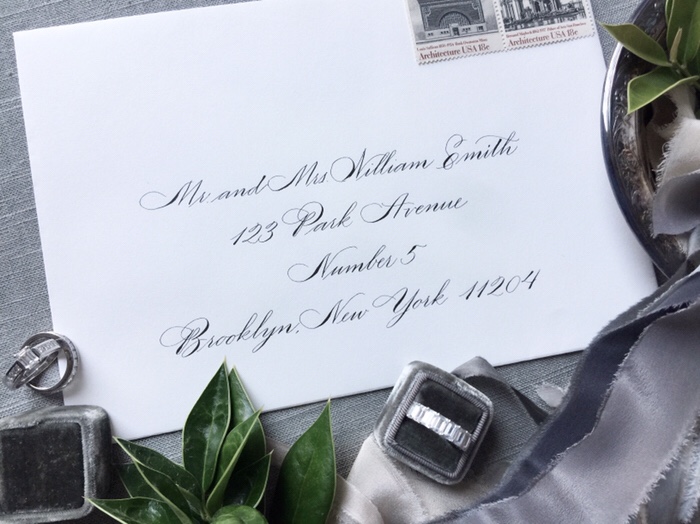 Architecture USA 18c
Architecture USA 18c
Mr and Mrs William Emith
123 Park Avenue
Number 5
Brooklyn, New York 11204